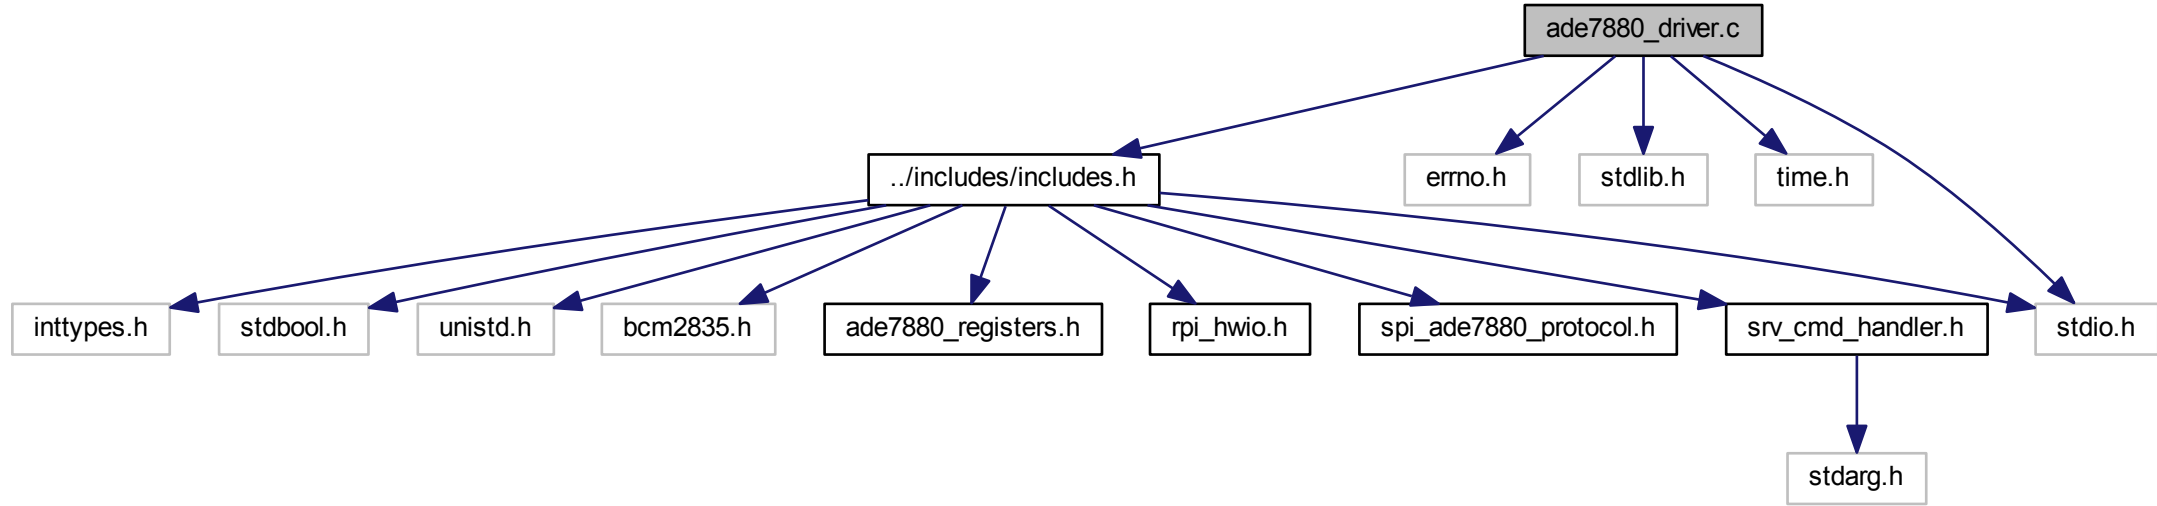 ade7880_driver.c
../includes/includes.h
errno.h
stdlib.h
time.h
inttypes.h
stdbool.h
unistd.h
bcm2835.h
ade7880_registers.h
rpi_hwio.h
spi_ade7880_protocol.h
srv_cmd_handler.h
stdio.h
stdarg.h